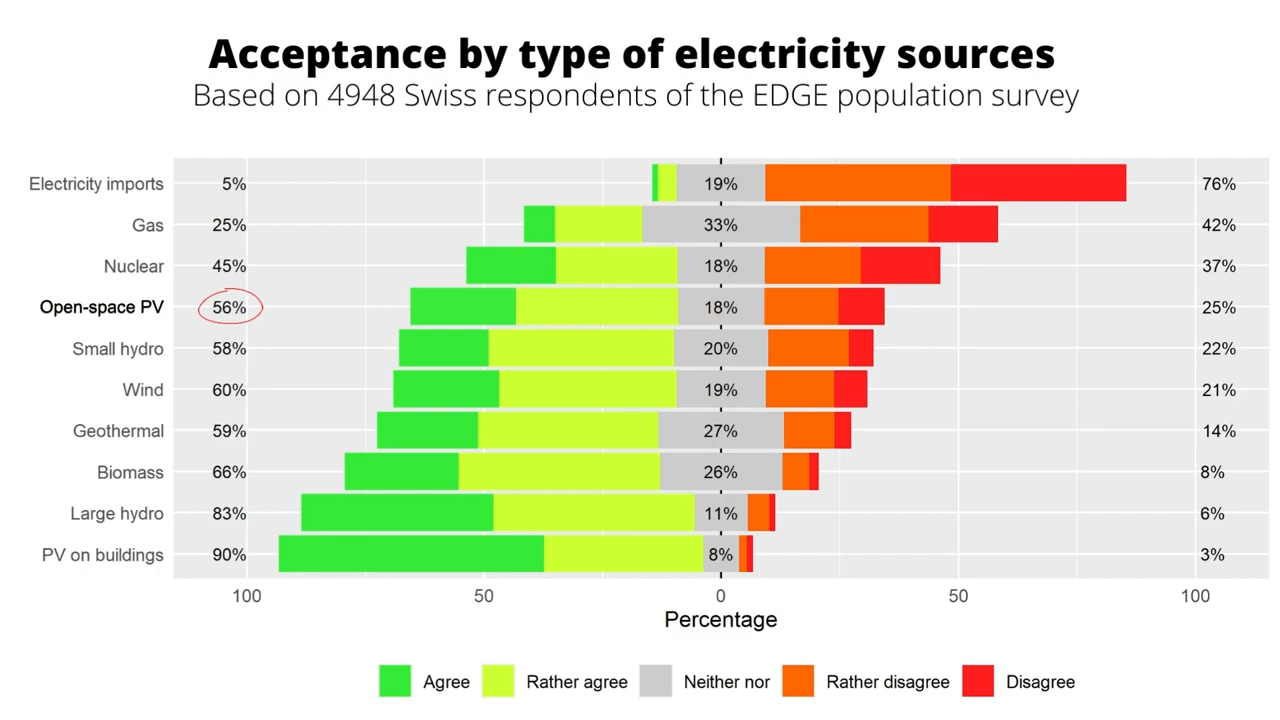 Acceptance by type of electricity sources
Based on 4948 Swiss respondents of the EDGE population survey
Electricity imports 5% 19% 76%
Gas 25% 33% 42%
Nuclear 45% 18% 37%
Open-space PV 56% 18% 25%
Small hydro 58% 20% 22%
Wind 60% 19% 21%
Geothermal 59% 27% 14%
Biomass 66% 26% 8%
Large hydro 83% 11% 6%
PV on buildings 90% 8% 3%
100 50 0 50 100
Percentage
Agree Rather agree Neither nor Rather disagree Disagree